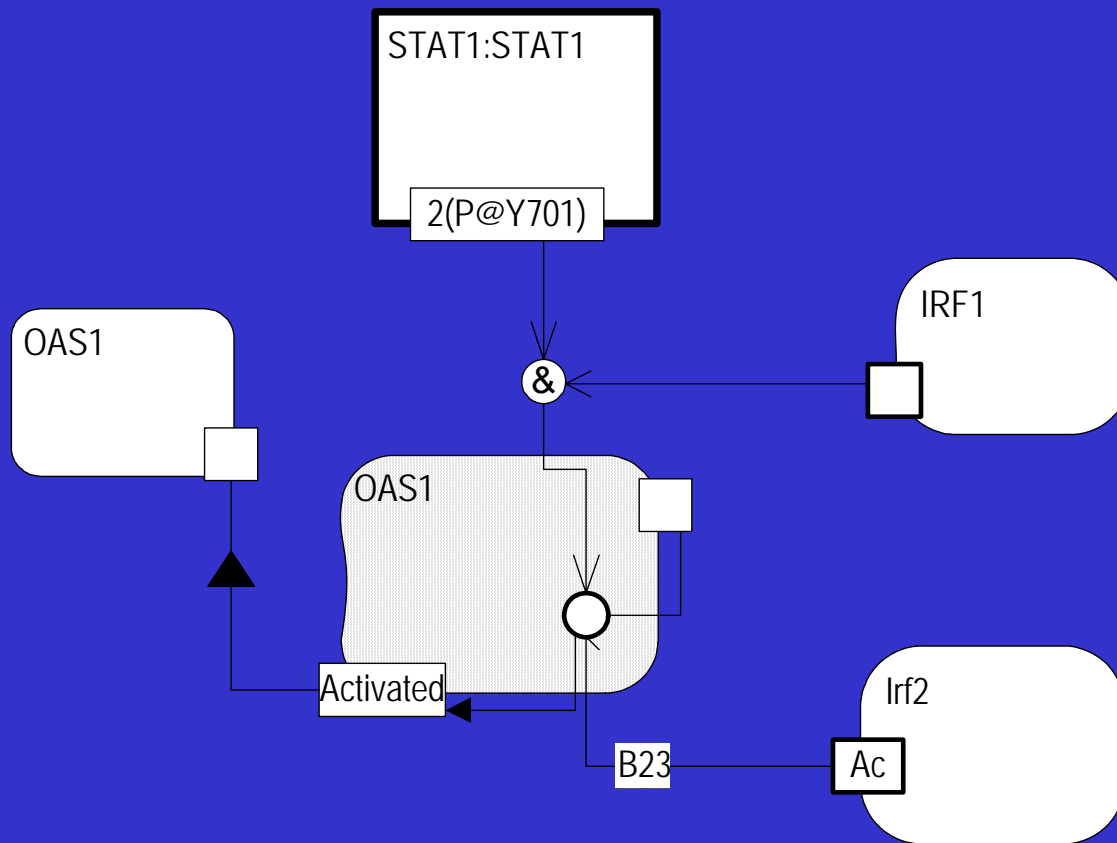 STAT1:STAT1
2(P@Y701)
IRF1
OAS1
&
OAS1
Activated
Irf2
B23
Ac